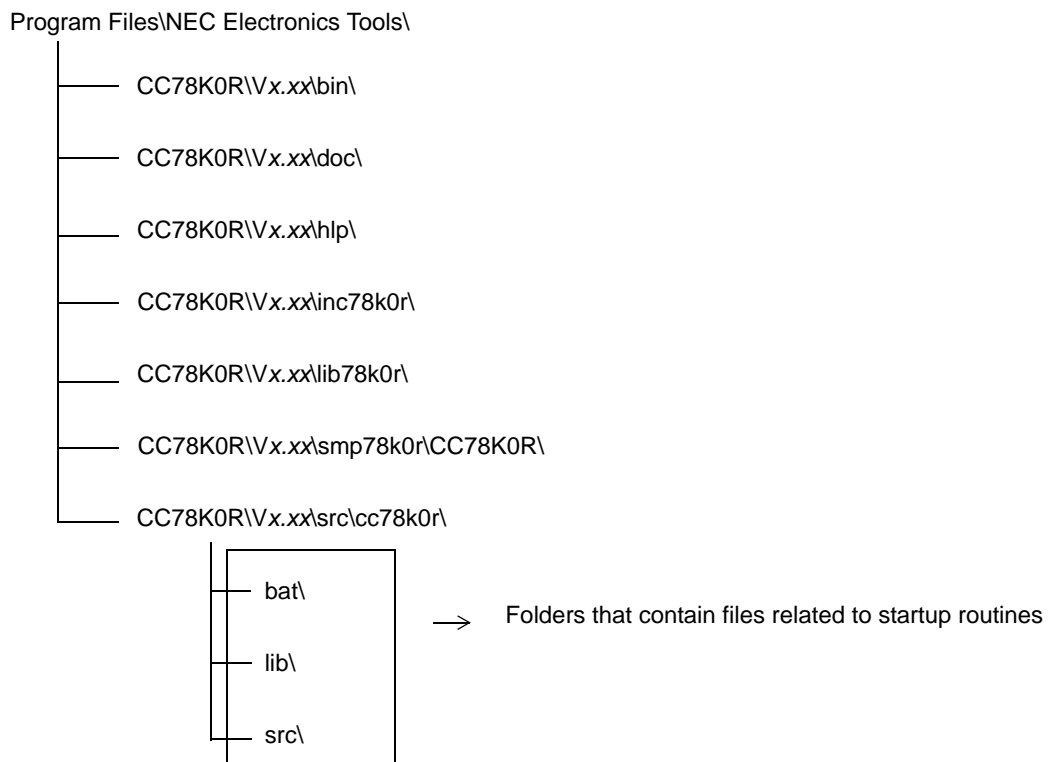 Program Files\NEC Electronics Tools\
CC78K0R\Vx.xx\bin\
CC78K0R\Vx.xx\doc\
CC78K0R\Vx.xx\hlp\
CC78K0R\Vx.xx\inc78k0r\
CC78K0R\Vx.xx\lib78k0r\
CC78K0R\Vx.xx\smp78k0r\CC78K0R\
CC78K0R\Vx.xx\src\cc78k0r\
bat\
Folders that contain files related to startup routines
lib\
src\